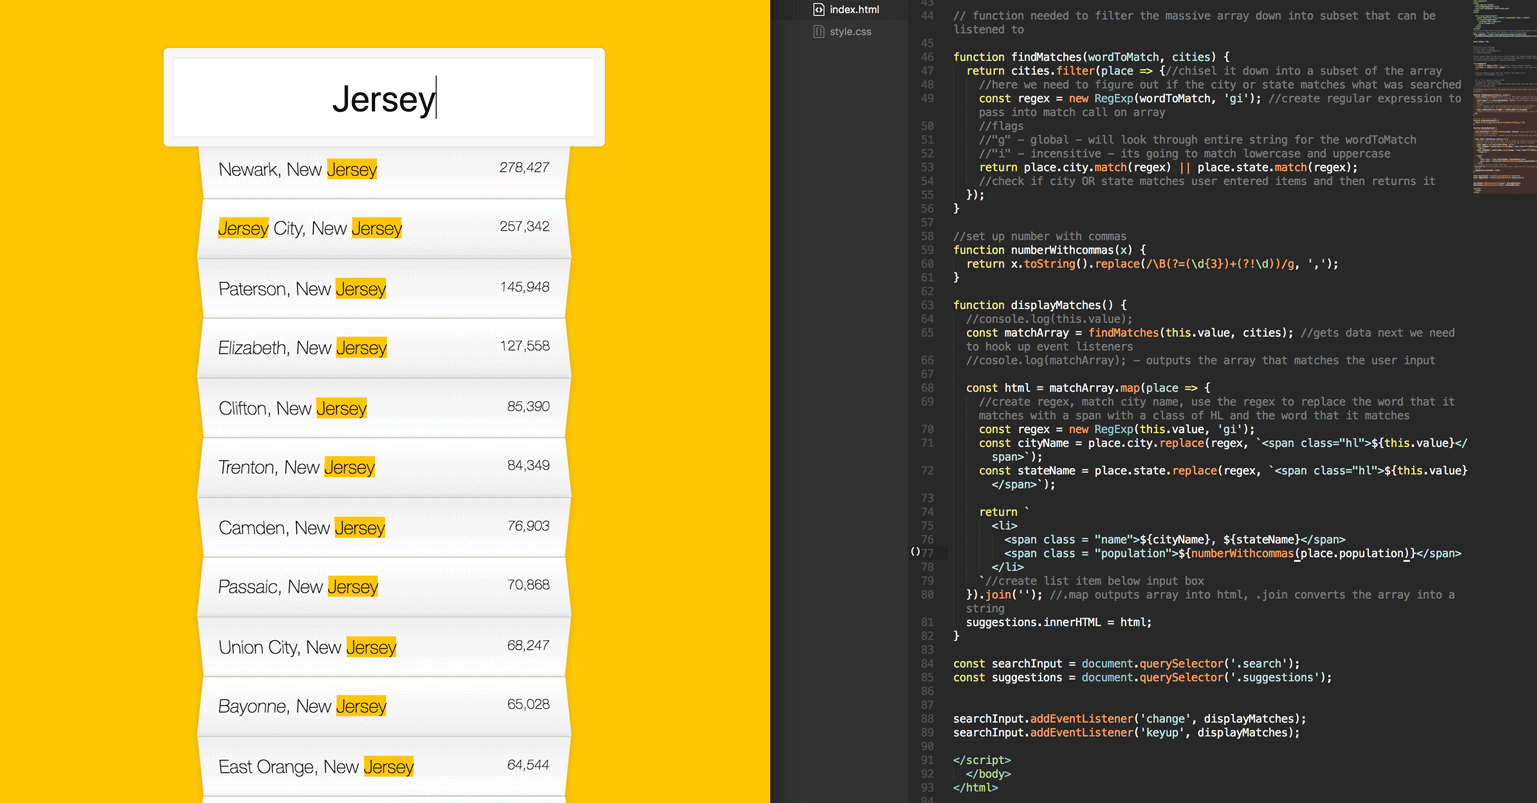 Jersey
Newark, New Jersey 278,427
Jersey City, New Jersey 257,342
Paterson, New Jersey 145,948
Elizabeth, New Jersey 127,558
Clifton, New Jersey 85,390
Trenton, New Jersey 84,349
Camden, New Jersey 76,903
Passaic, New Jersey 70,868
Union City, New Jersey 68,247
Bayonne, New Jersey 65,028
East Orange, New Jersey 64,544
index.html
style.css
43
44 // function needed to filter the massive array down into subset that can be
listened to
45
46 function findMatches(wordToMatch, cities) {
47 return cities.filter(place => {//chisel it down into a subset of the array
48 //here we need to figure out if the city or state matches what was searched
49 const regex = new RegExp(wordToMatch, 'gi'); //create regular expression to
pass into match call on array
50 //flags
51 //"g" - global - will look through entire string for the wordToMatch
52 //"i" - incensitive - its going to match lowercase and uppercase
53 return place.city.match(regex) || place.state.match(regex);
54 //check if city OR state matches user entered items and then returns it
55 });
56 }
57
58 //set up number with commas
59 function numberWithcommas(x) {
60 return x.toString().replace(/\B(?=(\d{3})+(?!\d))/g, ',');
61 }
62
63 function displayMatches() {
64 //console.log(this.value);
65 const matchArray = findMatches(this.value, cities); //gets data next we need
to hook up event listeners
66 //cosole.log(matchArray); - outputs the array that matches the user input
67
68 const html = matchArray.map(place => {
69 //create regex, match city name, use the regex to replace the word that it
matches with a span with a class of HL and the word that it matches
70 const regex = new RegExp(this.value, 'gi');
71 const cityName = place.city.replace(regex, `<span class="hl">${this.value}</
span>`);
72 const stateName = place.state.replace(regex, `<span class="hl">${this.value}
</span>`);
73
74 return `
75 <li>
76 <span class = "name">${cityName}, ${stateName}</span>
()77 <span class = "population">${numberWithcommas(place.population)}</span>
78 </li>
79 `//create list item below input box
80 }).join(''); //.map outputs array into html, .join converts the array into a
string
81 suggestions.innerHTML = html;
82 }
83
84 const searchInput = document.querySelector('.search');
85 const suggestions = document.querySelector('.suggestions');
86
87
88 searchInput.addEventListener('change', displayMatches);
89 searchInput.addEventListener('keyup', displayMatches);
90
91 </script>
92 </body>
93 </html>
94